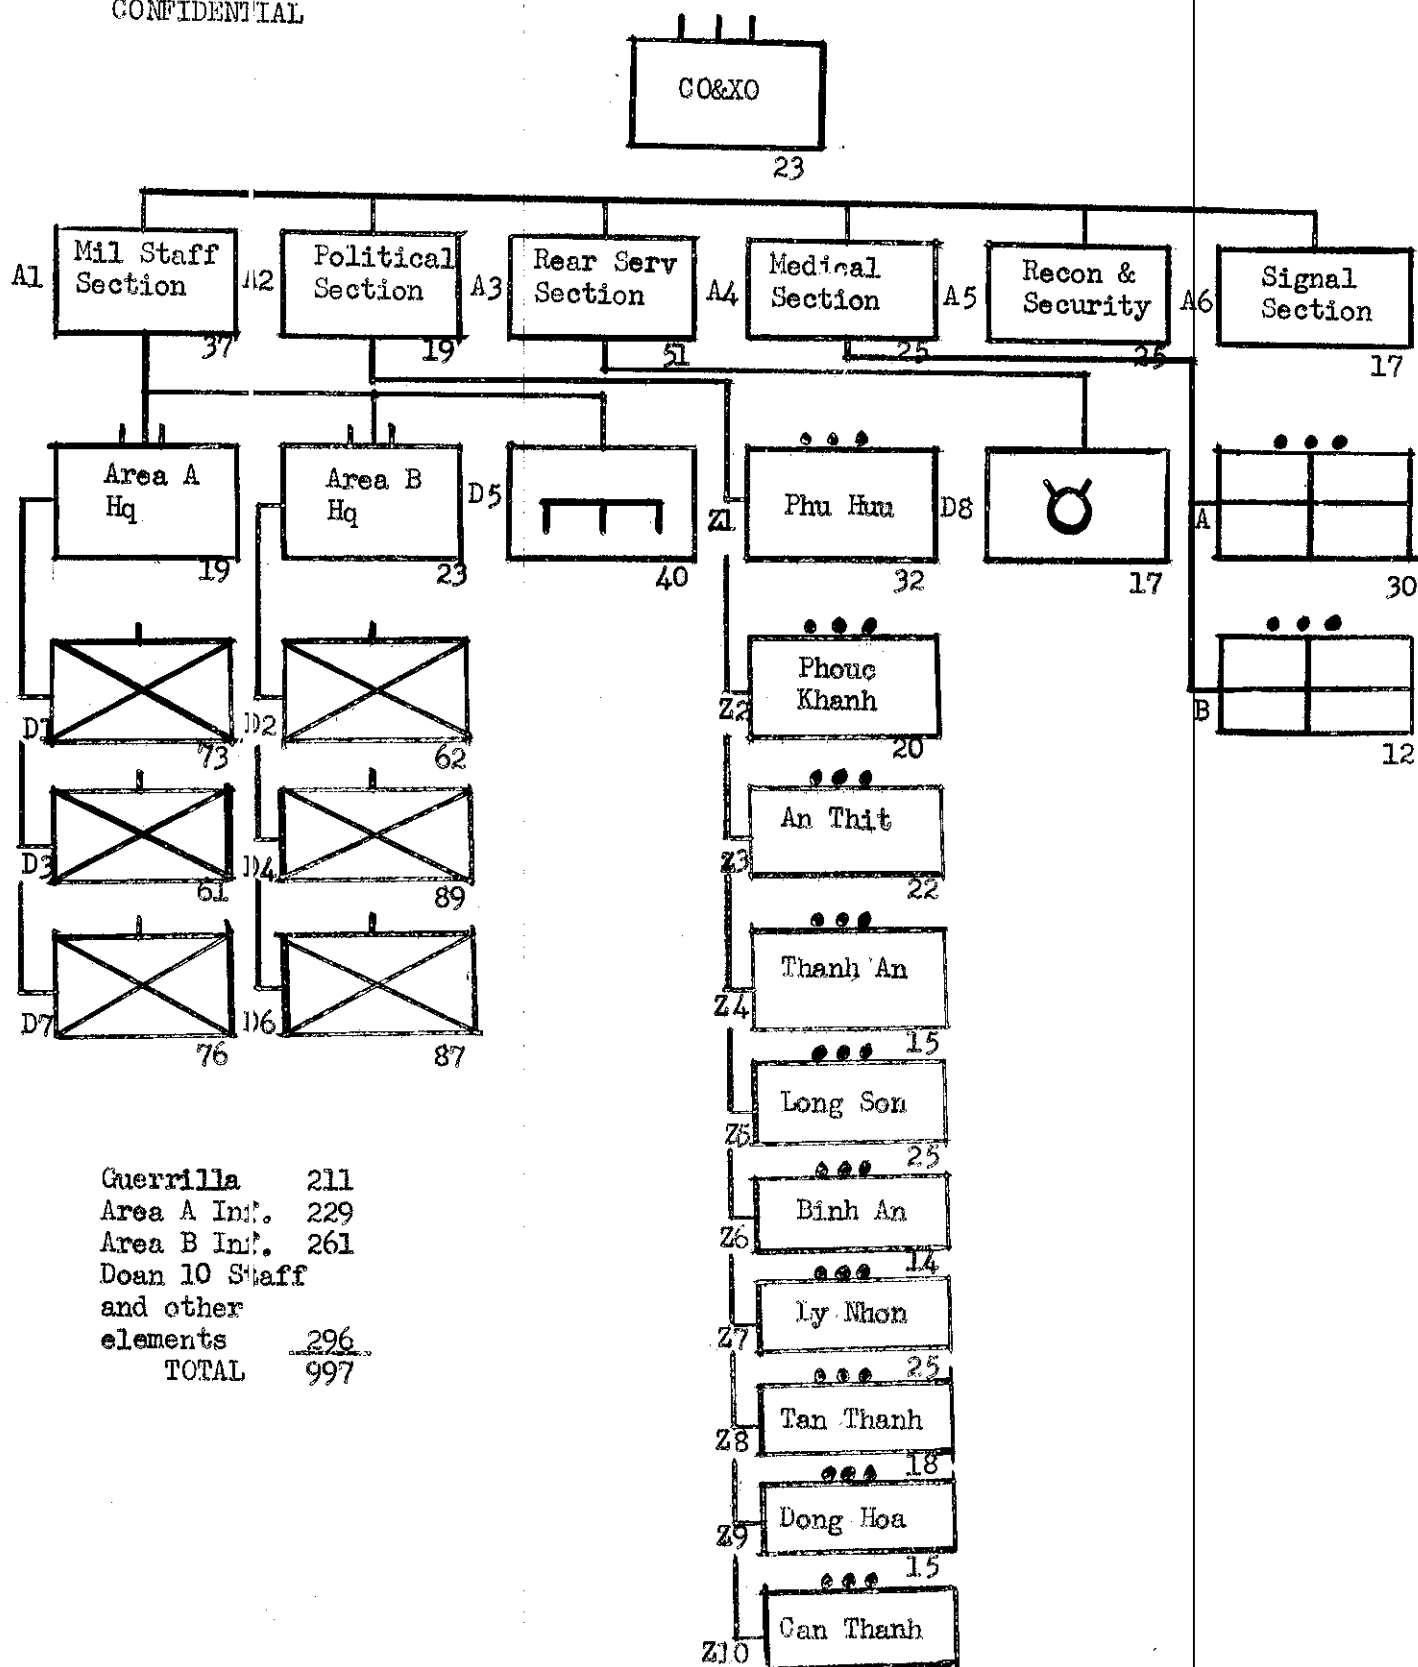 CONFIDENTIAL
CO&XO
23
A1
Mil Staff
Section
37
A2
Political
Section
19
A3
Rear Serv
Section
51
A4
Medical
Section
25
A5
Recon &
Security
25
A6
Signal
Section
17
Area A
Hq
19
Area B
Hq
23
D5
40
Z1
Phu Huu
32
D8
17
A
30
D1
73
D2
62
Z2
Phouc
Khanh
20
B
12
D3
61
D4
89
Z3
An Thit
22
D7
76
D6
87
Z4
Thanh An
15
Z5
Long Son
25
Z6
Binh An
14
Z7
Ly Nhon
25
Z8
Tan Thanh
18
Z9
Dong Hoa
15
Z10
Can Thanh
Guerrilla 211
Area A Inf. 229
Area B Inf. 261
Doan 10 Staff
and other
elements 296
TOTAL 997